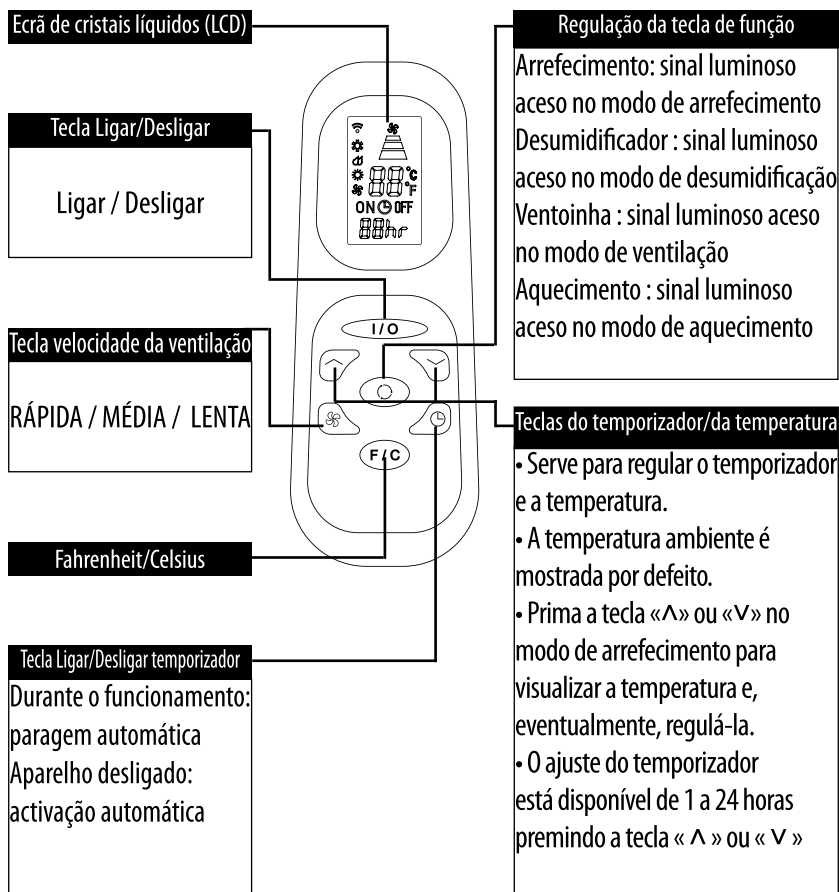 Ecrã de cristais líquidos (LCD)
Tecla Ligar/Desligar
Ligar / Desligar
Tecla velocidade da ventilação
RÁPIDA / MÉDIA / LENTA
Fahrenheit/Celsius
Tecla Ligar/Desligar temporizador
Durante o funcionamento:
paragem automática
Aparelho desligado:
activação automática
°C
88°F
ON OFF
88hr
I/O
F/C
Regulação da tecla de função
Arrefecimento: sinal luminoso
aceso no modo de arrefecimento
Desumidificador : sinal luminoso
aceso no modo de desumidificação
Ventoinha : sinal luminoso aceso
no modo de ventilação
Aquecimento : sinal luminoso
aceso no modo de aquecimento
Teclas do temporizador/da temperatura
• Serve para regular o temporizador
e a temperatura.
• A temperatura ambiente é
mostrada por defeito.
• Prima a tecla «˄» ou «˅» no
modo de arrefecimento para
visualizar a temperatura e,
eventualmente, regulá-la.
• O ajuste do temporizador
está disponível de 1 a 24 horas
premindo a tecla « ˄ » ou « ˅ »